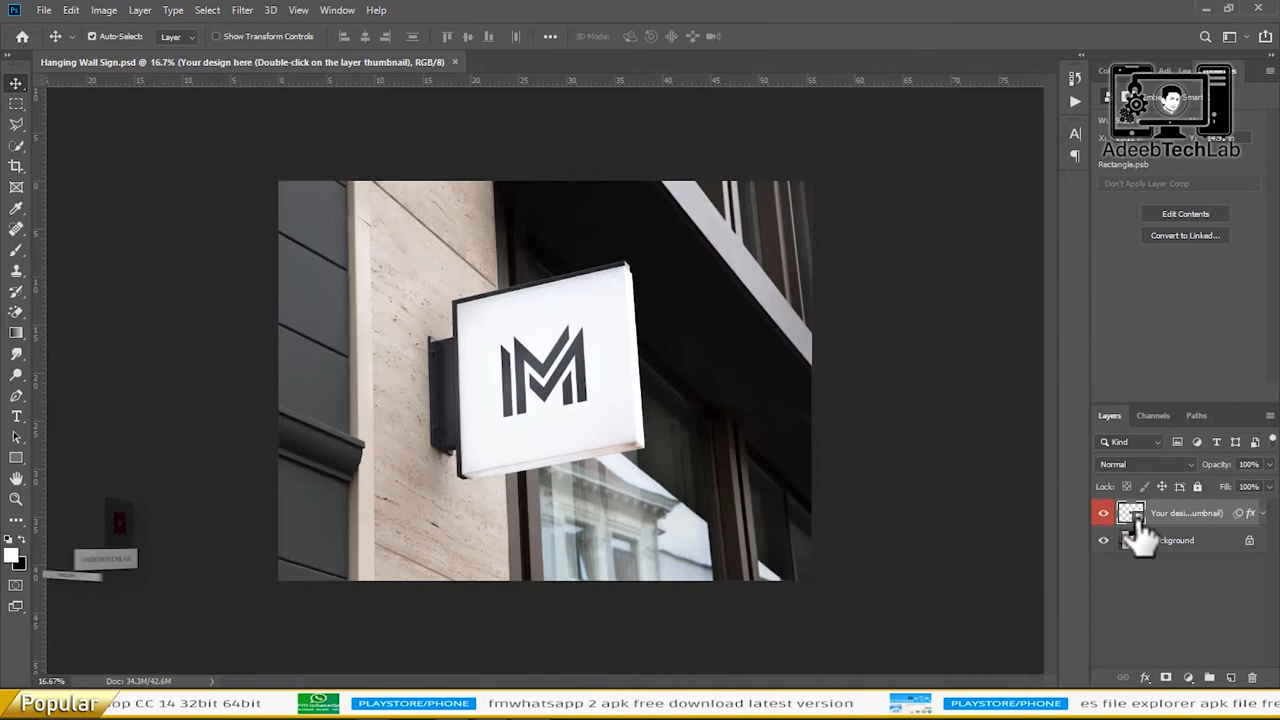 Ps File Edit Image Layer Type Select Filter 3D View Window Help
Auto-Select: Layer Show Transform Controls ••• 3D Mode:
Hanging Wall Sign.psd @ 16.7% (Your design here (Double-click on the layer thumbnail), RGB/8)
AdeebTechLab
Rectangle.psb
Don't Apply Layer Comp
Edit Contents
Convert to Linked...
M
Layers Channels Paths
Kind
Normal Opacity: 100%
Lock: Fill: 100%
Your desi...umbnail) fx
16.67% Doc: 34.3M/42.6M
Popular op CC 14 32bit 64bit PLAYSTORE/PHONE fmwhatsapp 2 apk free download latest version PLAYSTORE/PHONE es file explorer apk file fre